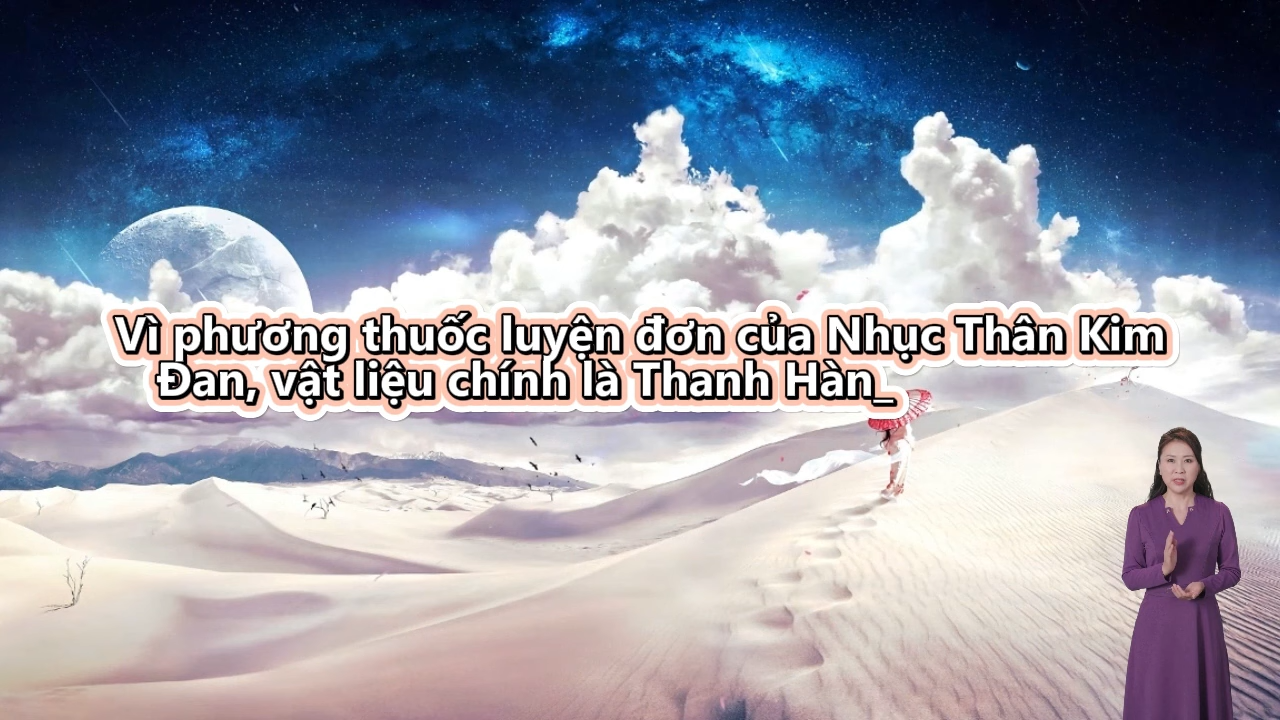 Vì phương thuốc luyện đơn của Nhục Thân Kim
Đan, vật liệu chính là Thanh Hàn_